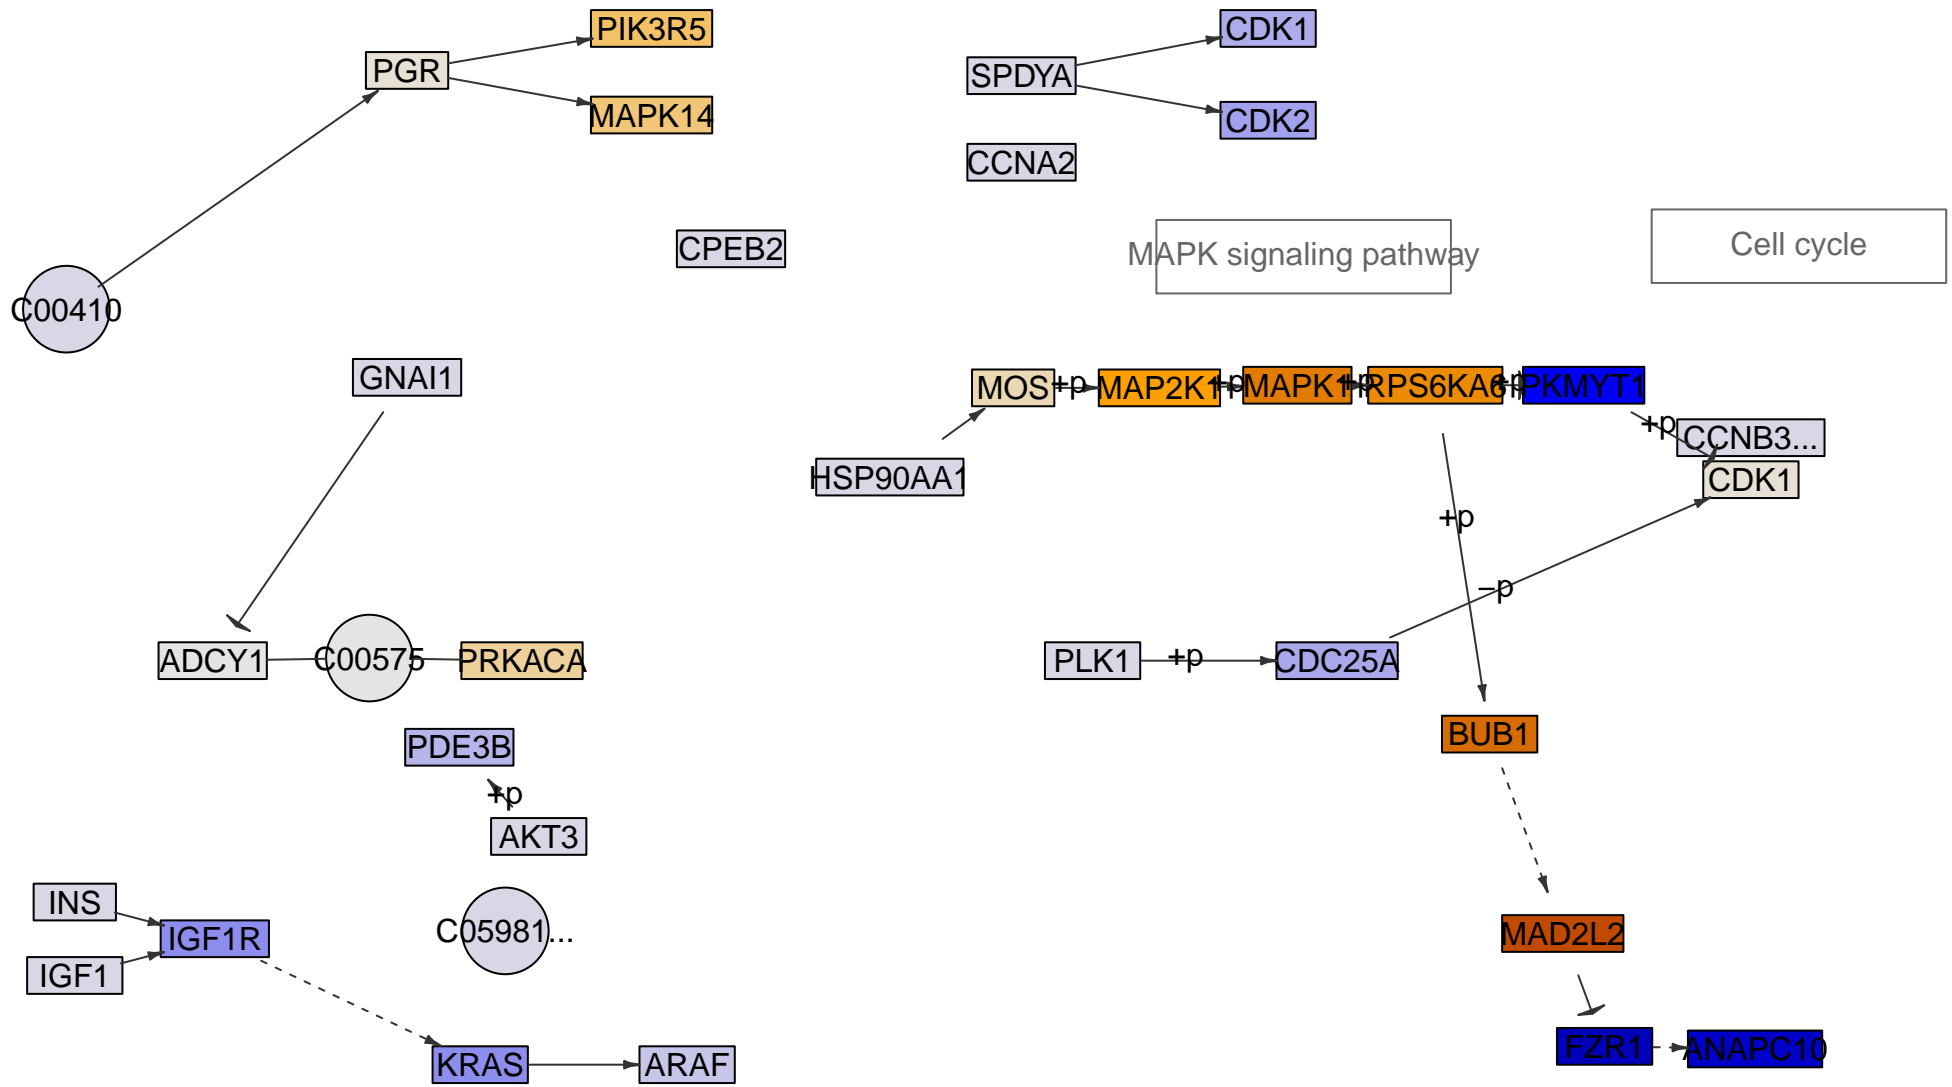 PIK3R5
CDK1
PGR
SPDYA
MAPK14
CDK2
CCNA2
CPEB2
MAPK signaling pathway
Cell cycle
C00410
GNAI1
MOS
+p
MAP2K1
+p
MAPK1
+p
RPS6KA6
+p
PKMYT1
+p
CCNB3...
HSP90AA1
CDK1
+p
–p
ADCY1
C00575
PRKACA
PLK1
+p
CDC25A
BUB1
PDE3B
+p
AKT3
INS
IGF1R
C05981...
MAD2L2
IGF1
KRAS
ARAF
FZR1
ANAPC10